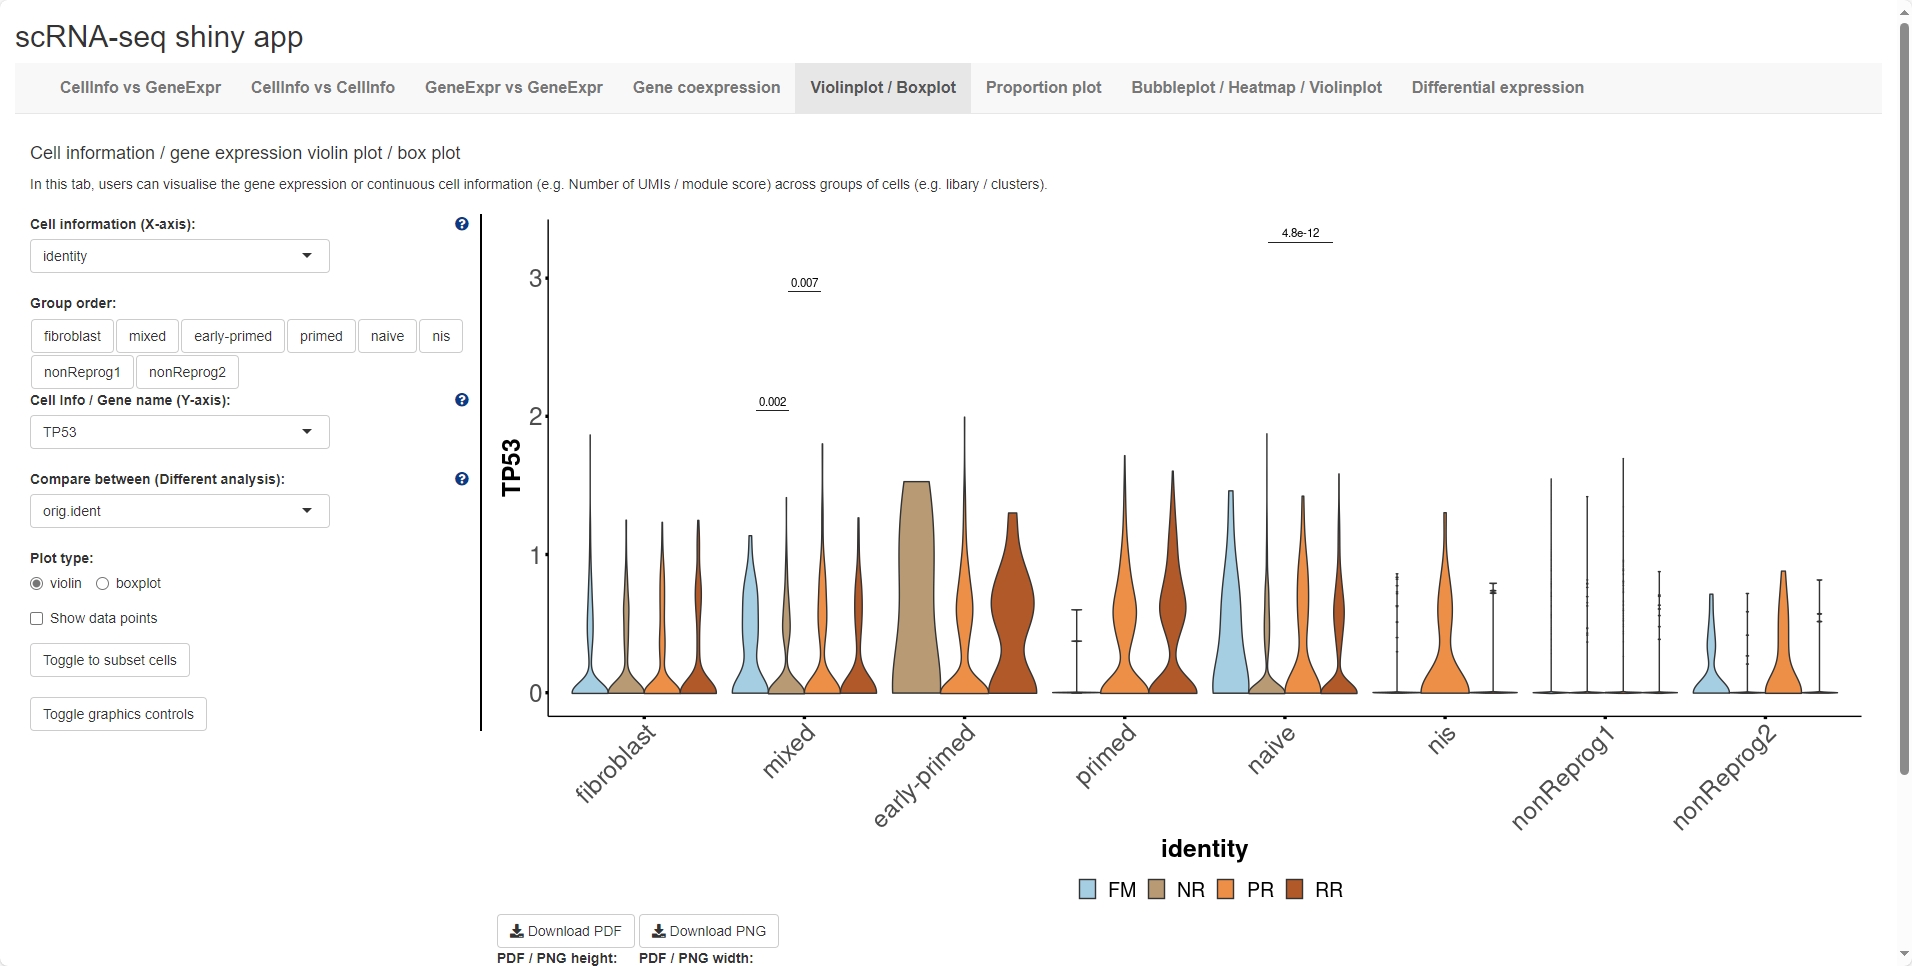 scRNA-seq shiny app
CellInfo vs GeneExpr CellInfo vs CellInfo GeneExpr vs GeneExpr Gene coexpression Violinplot / Boxplot Proportion plot Bubbleplot / Heatmap / Violinplot Differential expression
Cell information / gene expression violin plot / box plot
In this tab, users can visualise the gene expression or continuous cell information (e.g. Number of UMIs / module score) across groups of cells (e.g. libary / clusters).
Cell information (X-axis):
?
identity
Group order:
fibroblast mixed early-primed primed naive nis
nonReprog1 nonReprog2
Cell Info / Gene name (Y-axis):
?
TP53
Compare between (Different analysis):
?
orig.ident
Plot type:
violin boxplot
Show data points
Toggle to subset cells
Toggle graphics controls
4.8e-12
0.007
0.002
3
2
1
0
TP53
fibroblast mixed early-primed primed naive nis nonReprog1 nonReprog2
identity
FM NR PR RR
Download PDF Download PNG
PDF / PNG height: PDF / PNG width: